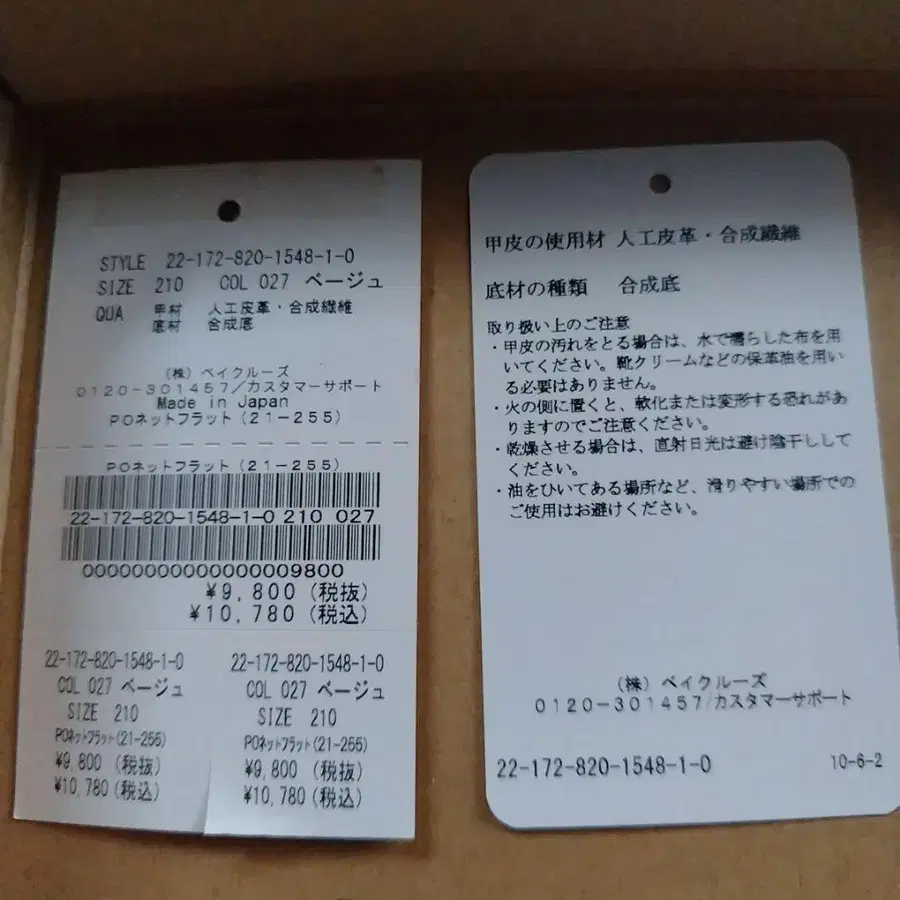 STYLE 22-172-820-1548-1-0
SIZE 210 COL 027 ベージュ
QUA 甲材 人工皮革・合成繊維
底材 合成底
(株) ベイクルーズ
0120-301457/カスタマーサポート
Made in Japan
POネットフラット(21-255)
POネットフラット(21-255)
22-172-820-1548-1-0 210 027
00000000000000009800
¥9,800 (税抜)
¥10,780 (税込)
22-172-820-1548-1-0
COL 027 ベージュ
SIZE 210
POネットフラット(21-255)
¥9,800 (税抜)
¥10,780 (税込)
22-172-820-1548-1-0
COL 027 ベージュ
SIZE 210
POネットフラット(21-255)
¥9,800 (税抜)
¥10,780 (税込)
甲皮の使用材 人工皮革・合成繊維
底材の種類 合成底
取り扱い上のご注意
・甲皮の汚れをとる場合は、水で濡らした布を用
いてください。靴クリームなどの保革油を用い
る必要はありません。
・火の側に置くと、軟化または変形する恐れがあ
りますのでご注意ください。
・乾燥させる場合は、直射日光は避け陰干しして
ください。
・油をひいてある場所など、滑りやすい場所での
ご使用はお避けください。
(株) ベイクルーズ
0120-301457/カスタマーサポート
22-172-820-1548-1-0 10-6-2